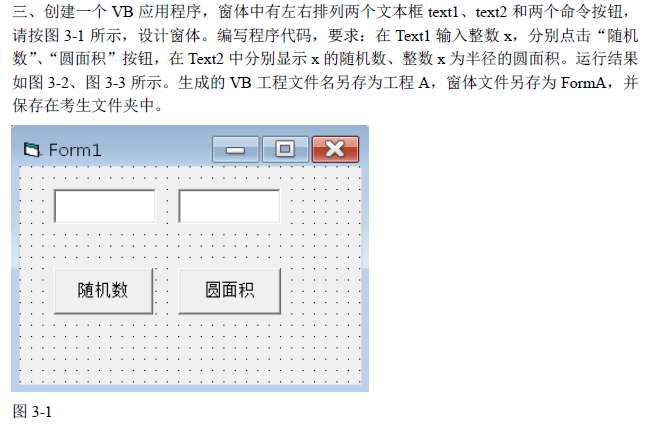 三、创建一个 VB 应用程序，窗体中有左右排列两个文本框 text1、text2 和两个命令按钮，
请按图 3-1 所示，设计窗体。编写程序代码，要求：在 Text1 输入整数 x，分别点击“随机
数”、“圆面积”按钮，在 Text2 中分别显示 x 的随机数、整数 x 为半径的圆面积。运行结果
如图 3-2、图 3-3 所示。生成的 VB 工程文件名另存为工程 A，窗体文件另存为 FormA，并
保存在考生文件夹中。
Form1
随机数 圆面积
图 3-1